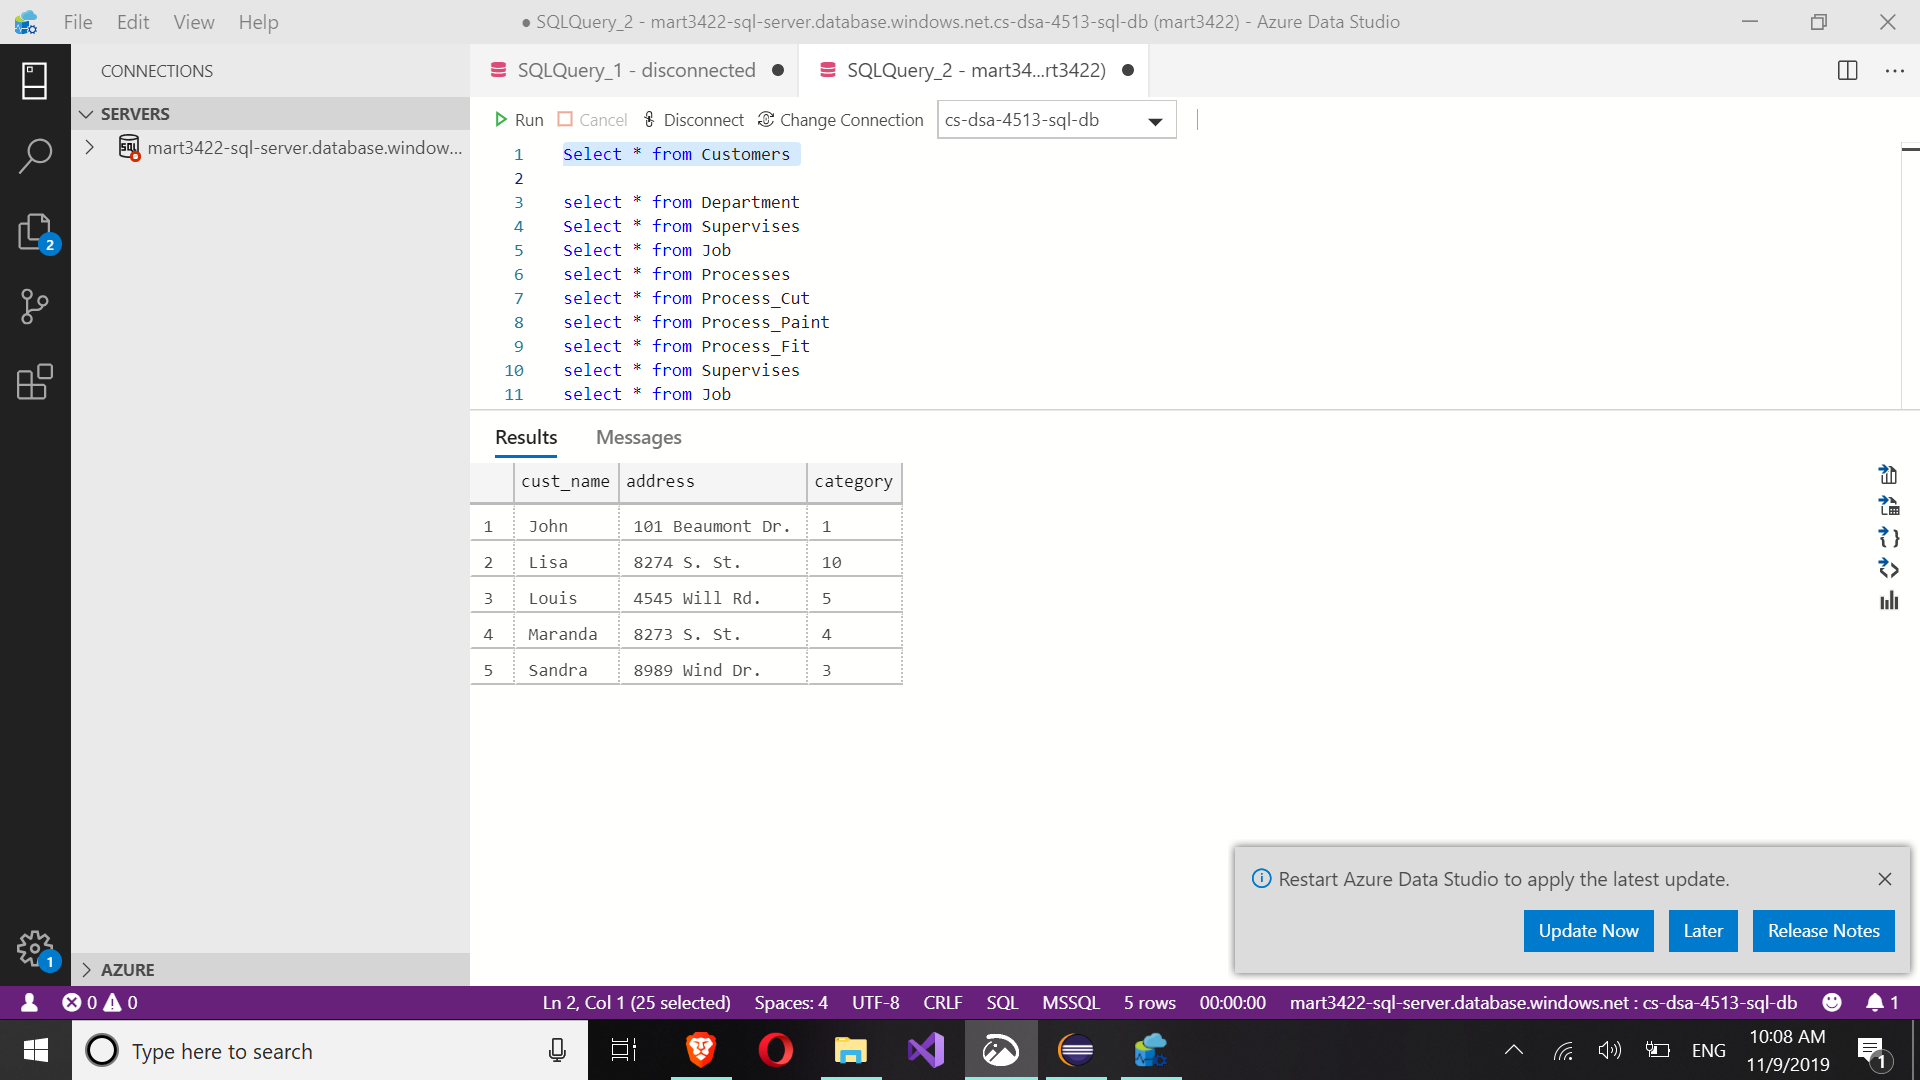 File Edit View Help
● SQLQuery_2 - mart3422-sql-server.database.windows.net.cs-dsa-4513-sql-db (mart3422) - Azure Data Studio
CONNECTIONS
SQLQuery_1 - disconnected ●
SQLQuery_2 - mart34...rt3422) ●
SERVERS
mart3422-sql-server.database.window...
SQL
2
1
AZURE
Run Cancel Disconnect Change Connection cs-dsa-4513-sql-db
1 Select * from Customers
2
3 select * from Department
4 Select * from Supervises
5 Select * from Job
6 select * from Processes
7 select * from Process_Cut
8 select * from Process_Paint
9 select * from Process_Fit
10 select * from Supervises
11 select * from Job
Results Messages
cust_name address category
1 John 101 Beaumont Dr. 1
2 Lisa 8274 S. St. 10
3 Louis 4545 Will Rd. 5
4 Maranda 8273 S. St. 4
5 Sandra 8989 Wind Dr. 3
Restart Azure Data Studio to apply the latest update.
Update Now Later Release Notes
0 0 Ln 2, Col 1 (25 selected) Spaces: 4 UTF-8 CRLF SQL MSSQL 5 rows 00:00:00 mart3422-sql-server.database.windows.net : cs-dsa-4513-sql-db 1
Type here to search
ENG
10:08 AM
11/9/2019
1